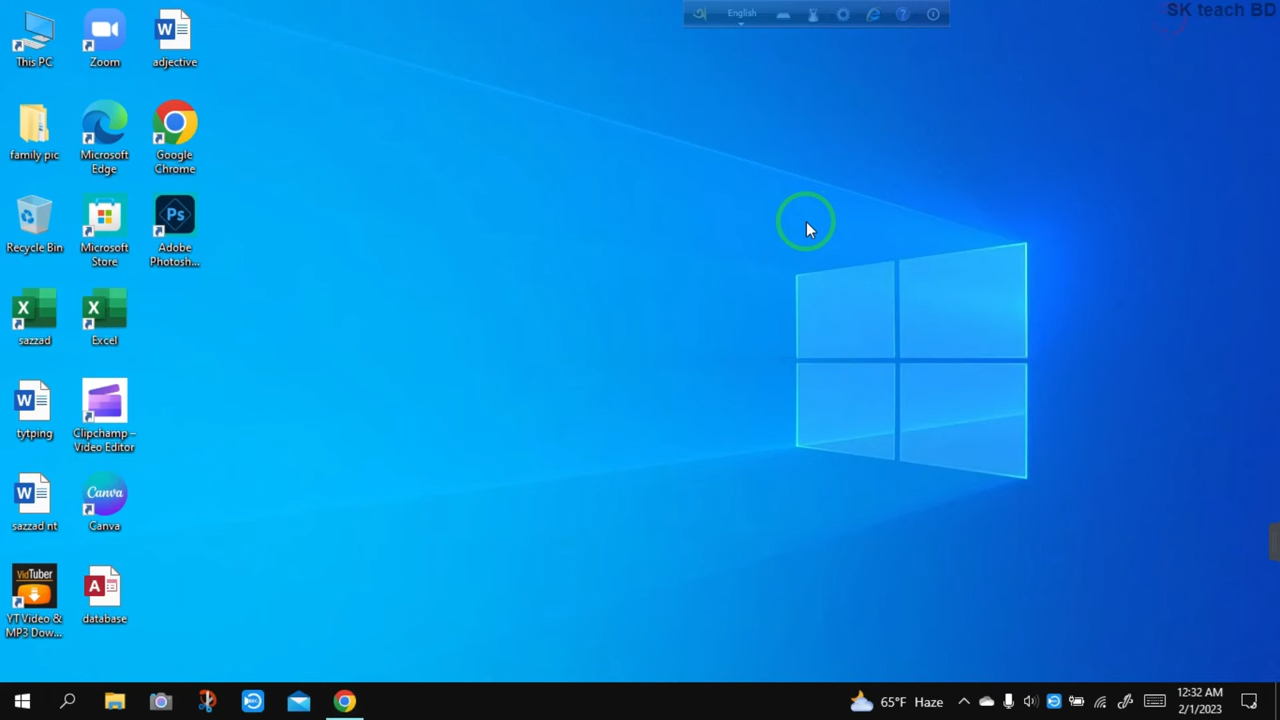 SK teach BD
English
This PC
Zoom
adjective
family pic
Microsoft
Edge
Google
Chrome
Recycle Bin
Microsoft
Store
Ps
Adobe
Photosh...
sazzad
Excel
tytping
Clipchamp –
Video Editor
sazzad nt
Canva
Canva
VidTuber
YT Video &
MP3 Dow...
database
65°F Haze
12:32 AM
2/1/2023